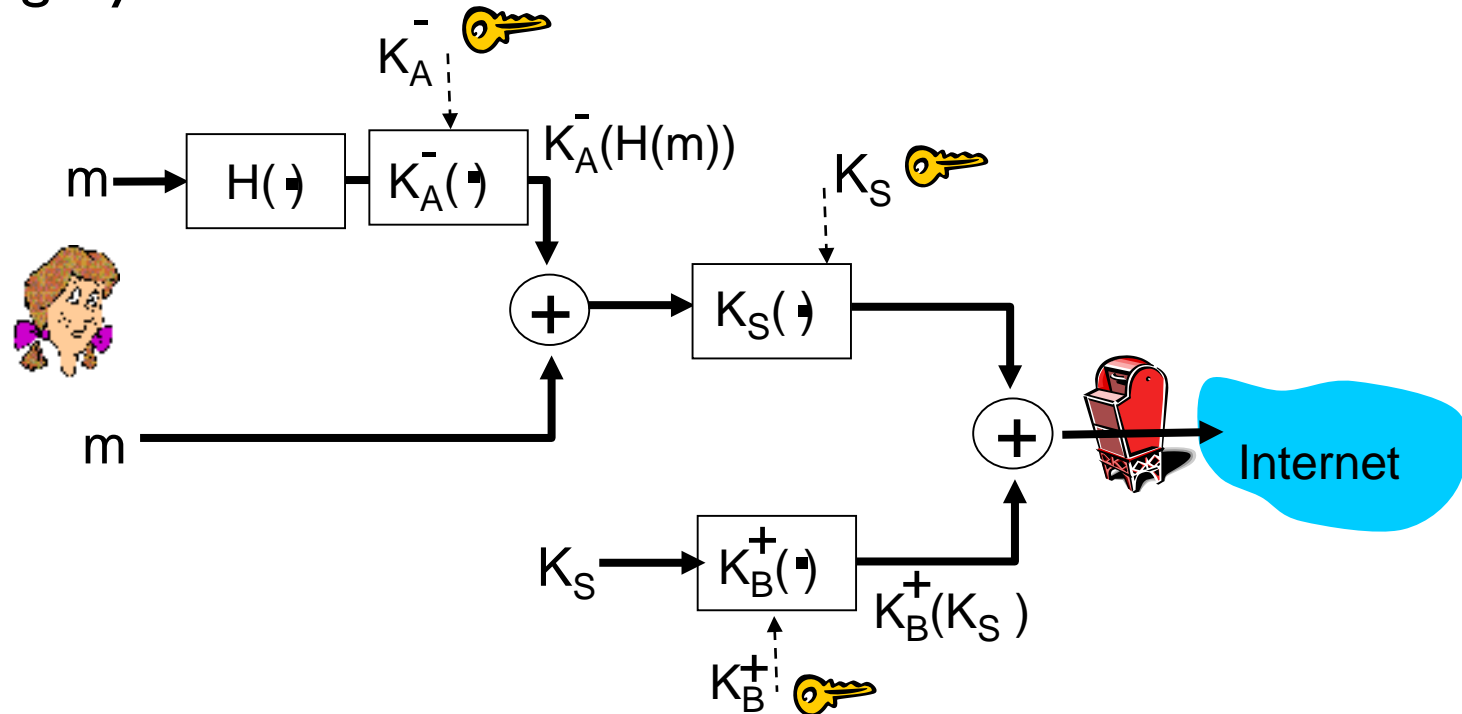 K_A^-
m
H(·)
K_A^-(·)
K_A^-(H(m))
K_S
+
K_S(·)
m
+
Internet
K_S
K_B^+(·)
K_B^+(K_S )
K_B^+